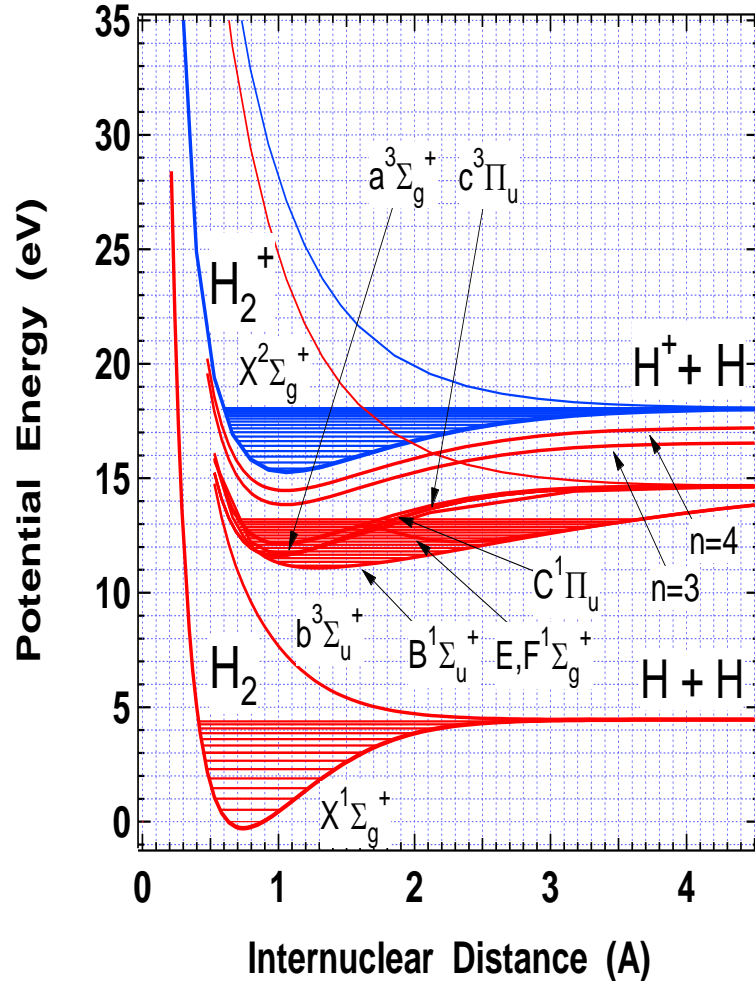 35
30
a³Σg⁺ c³Πu
25
H₂⁺
20
X²Σg⁺ H⁺ + H
15
n=4
C¹Πu n=3
10
b³Σu⁺ B¹Σu⁺ E,F¹Σg⁺
H₂ H + H
5
X¹Σg⁺
0
0 1 2 3 4
Potential Energy (eV)
Internuclear Distance (A)